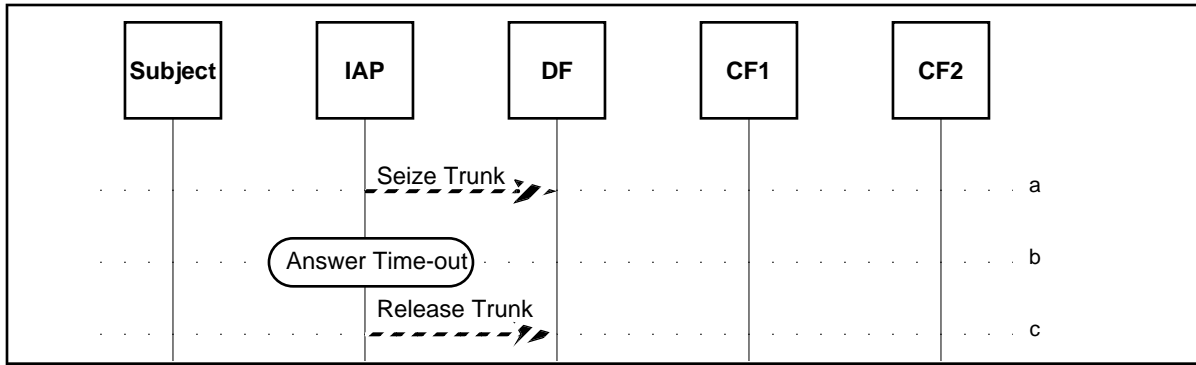 Subject IAP DF CF1 CF2
Seize Trunk
a
Answer Time-out
b
Release Trunk
c